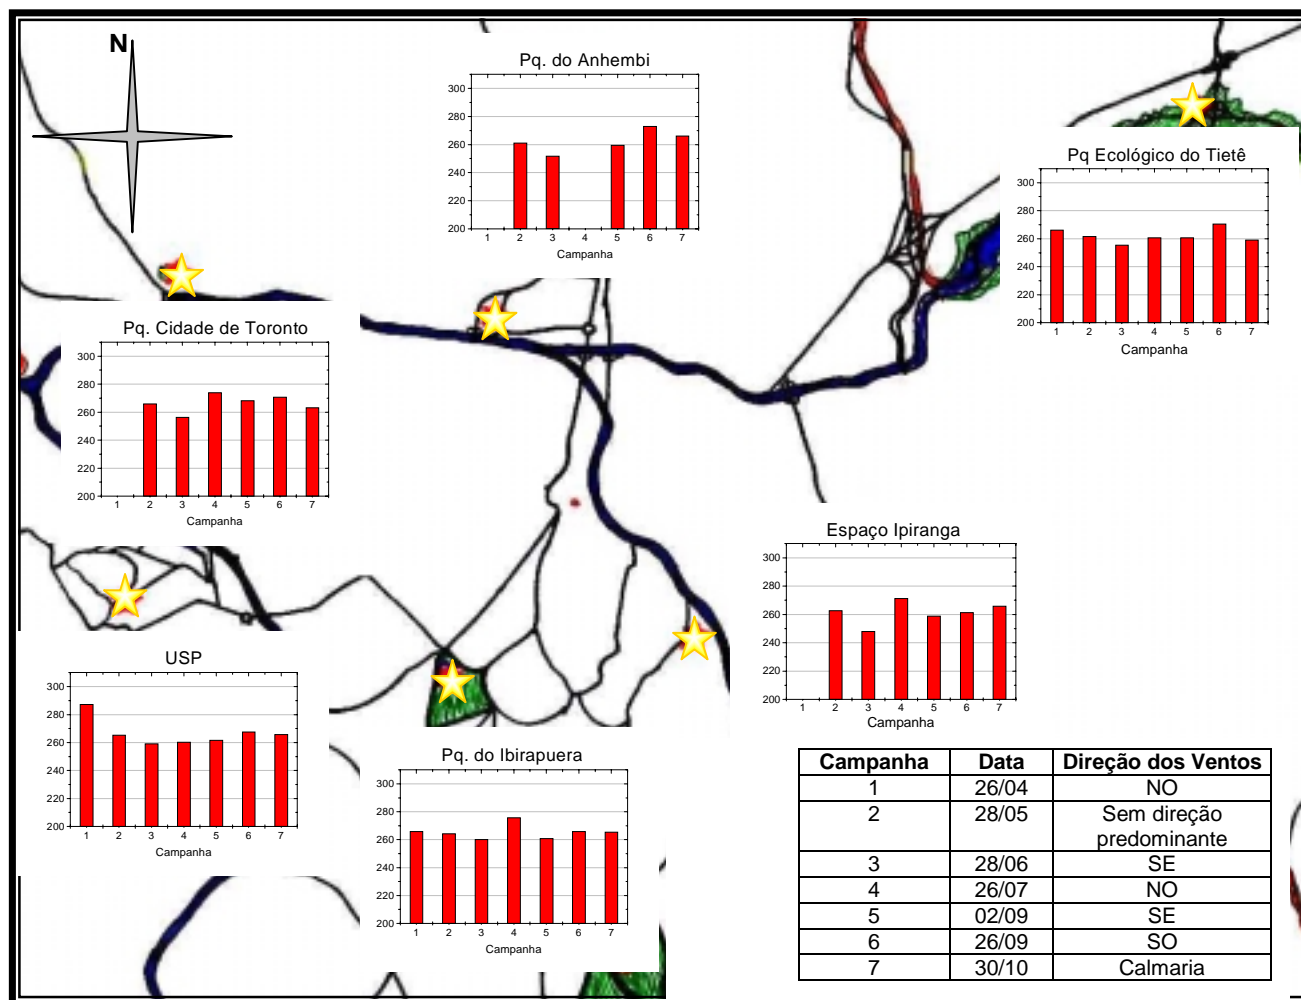 N
Pq. do Anhembi
300
280
260
240
220
200
1 2 3 4 5 6 7
Campanha
Pq Ecológico do Tietê
300
280
260
240
220
200
1 2 3 4 5 6 7
Campanha
Pq. Cidade de Toronto
300
280
260
240
220
200
1 2 3 4 5 6 7
Campanha
Espaço Ipiranga
300
280
260
240
220
200
1 2 3 4 5 6 7
Campanha
USP
300
280
260
240
220
200
1 2 3 4 5 6 7
Campanha
Pq. do Ibirapuera
300
280
260
240
220
200
1 2 3 4 5 6 7
Campanha
Campanha Data Direção dos Ventos
1 26/04 NO
2 28/05 Sem direção
predominante
3 28/06 SE
4 26/07 NO
5 02/09 SE
6 26/09 SO
7 30/10 Calmaria